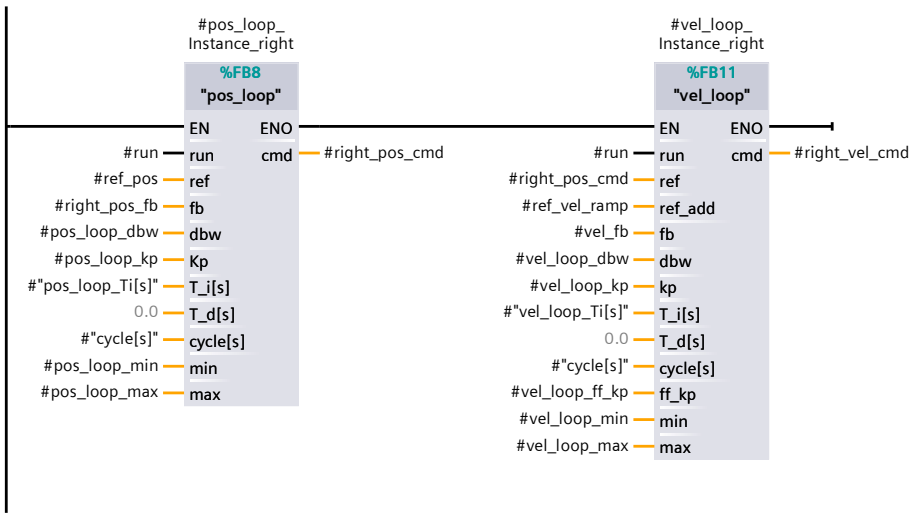 #pos_loop_
Instance_right
%FB8
"pos_loop"
EN ENO
#run run cmd #right_pos_cmd
#ref_pos ref
#right_pos_fb fb
#pos_loop_dbw dbw
#pos_loop_kp Kp
#"pos_loop_Ti[s]" T_i[s]
0.0 T_d[s]
#"cycle[s]" cycle[s]
#pos_loop_min min
#pos_loop_max max
#vel_loop_
Instance_right
%FB11
"vel_loop"
EN ENO
#run run cmd #right_vel_cmd
#right_pos_cmd ref
#ref_vel_ramp ref_add
#vel_fb fb
#vel_loop_dbw dbw
#vel_loop_kp kp
#"vel_loop_Ti[s]" T_i[s]
0.0 T_d[s]
#"cycle[s]" cycle[s]
#vel_loop_ff_kp ff_kp
#vel_loop_min min
#vel_loop_max max